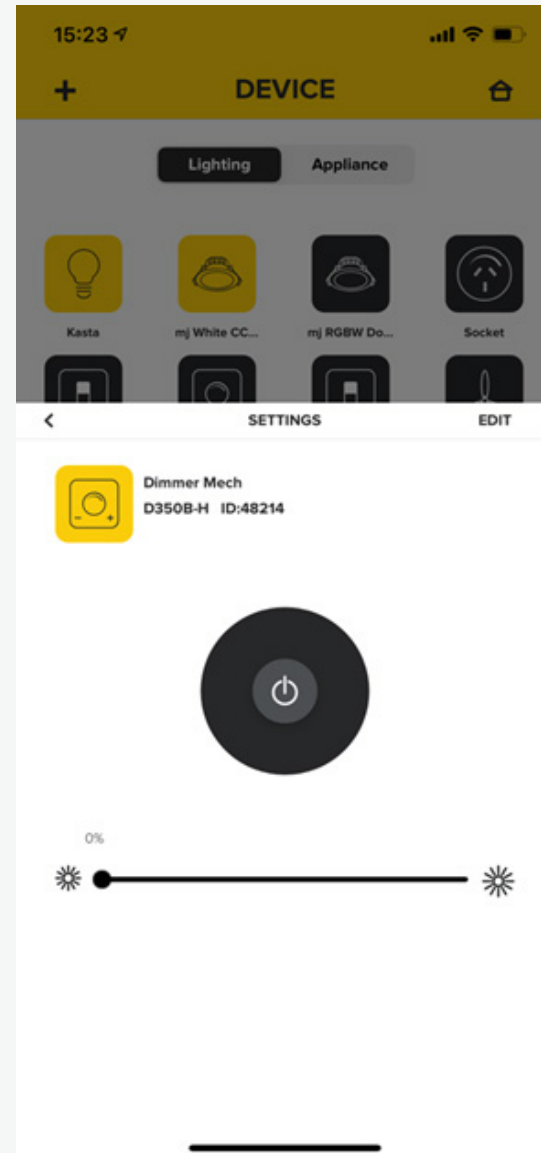 15:23
DEVICE
Lighting Appliance
Kasta mj White CC... mj RGBW Do... Socket
SETTINGS EDIT
Dimmer Mech
D350B-H ID:48214
0%